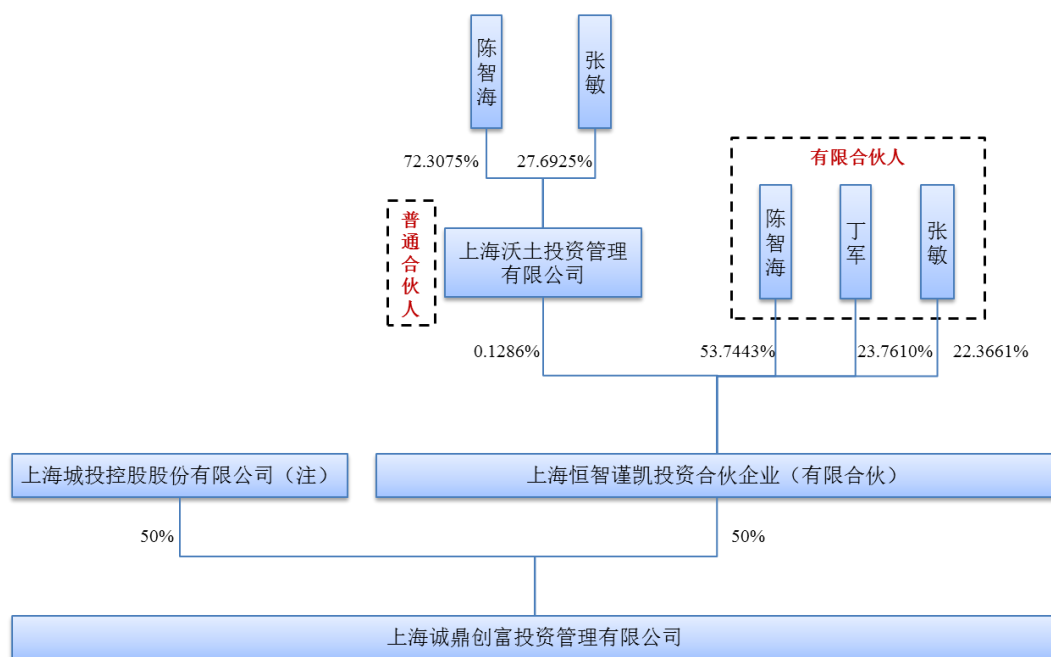 陈智海
张敏
72.3075%
27.6925%
有限合伙人
普通合伙人
上海沃土投资管理
有限公司
陈智海
丁军
张敏
0.1286%
53.7443%
23.7610%
22.3661%
上海城投控股股份有限公司（注）
上海恒智谨凯投资合伙企业（有限合伙）
50%
50%
上海诚鼎创富投资管理有限公司